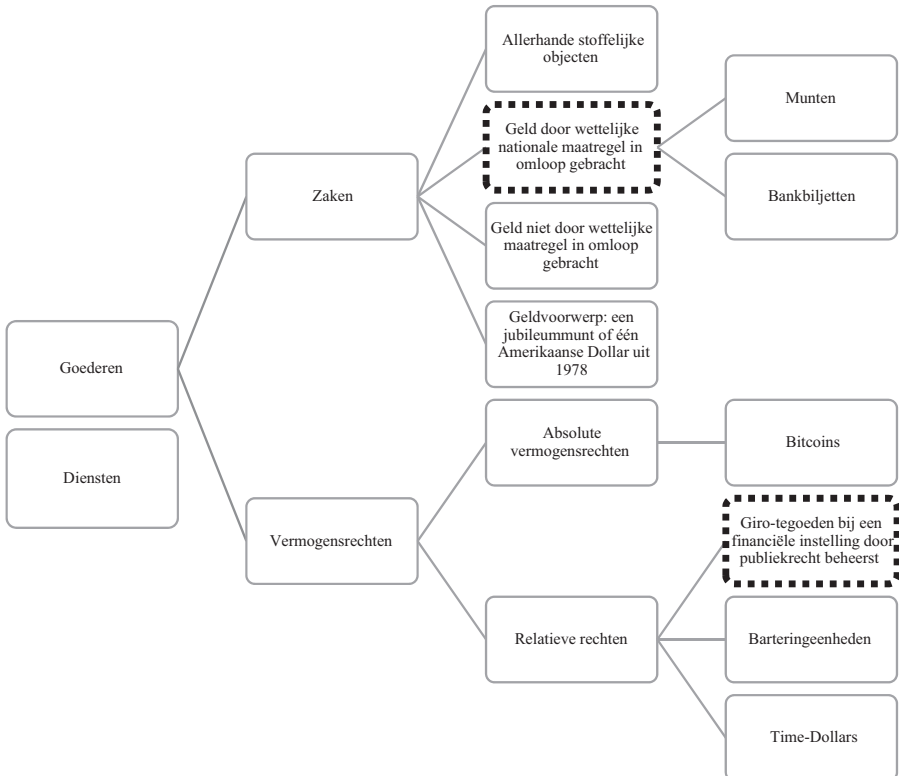 Goederen
Diensten
Zaken
Vermogensrechten
Allerhande stoffelijke
objecten
Geld door wettelijke
nationale maatregel in
omloop gebracht
Geld niet door wettelijke
maatregel in omloop
gebracht
Geldvoorwerp: een
jubileummunt of één
Amerikaanse Dollar uit
1978
Absolute
vermogensrechten
Relatieve rechten
Munten
Bankbiljetten
Bitcoins
Giro-tegoeden bij een
financiële instelling door
publiekrecht beheerst
Barteringeenheden
Time-Dollars